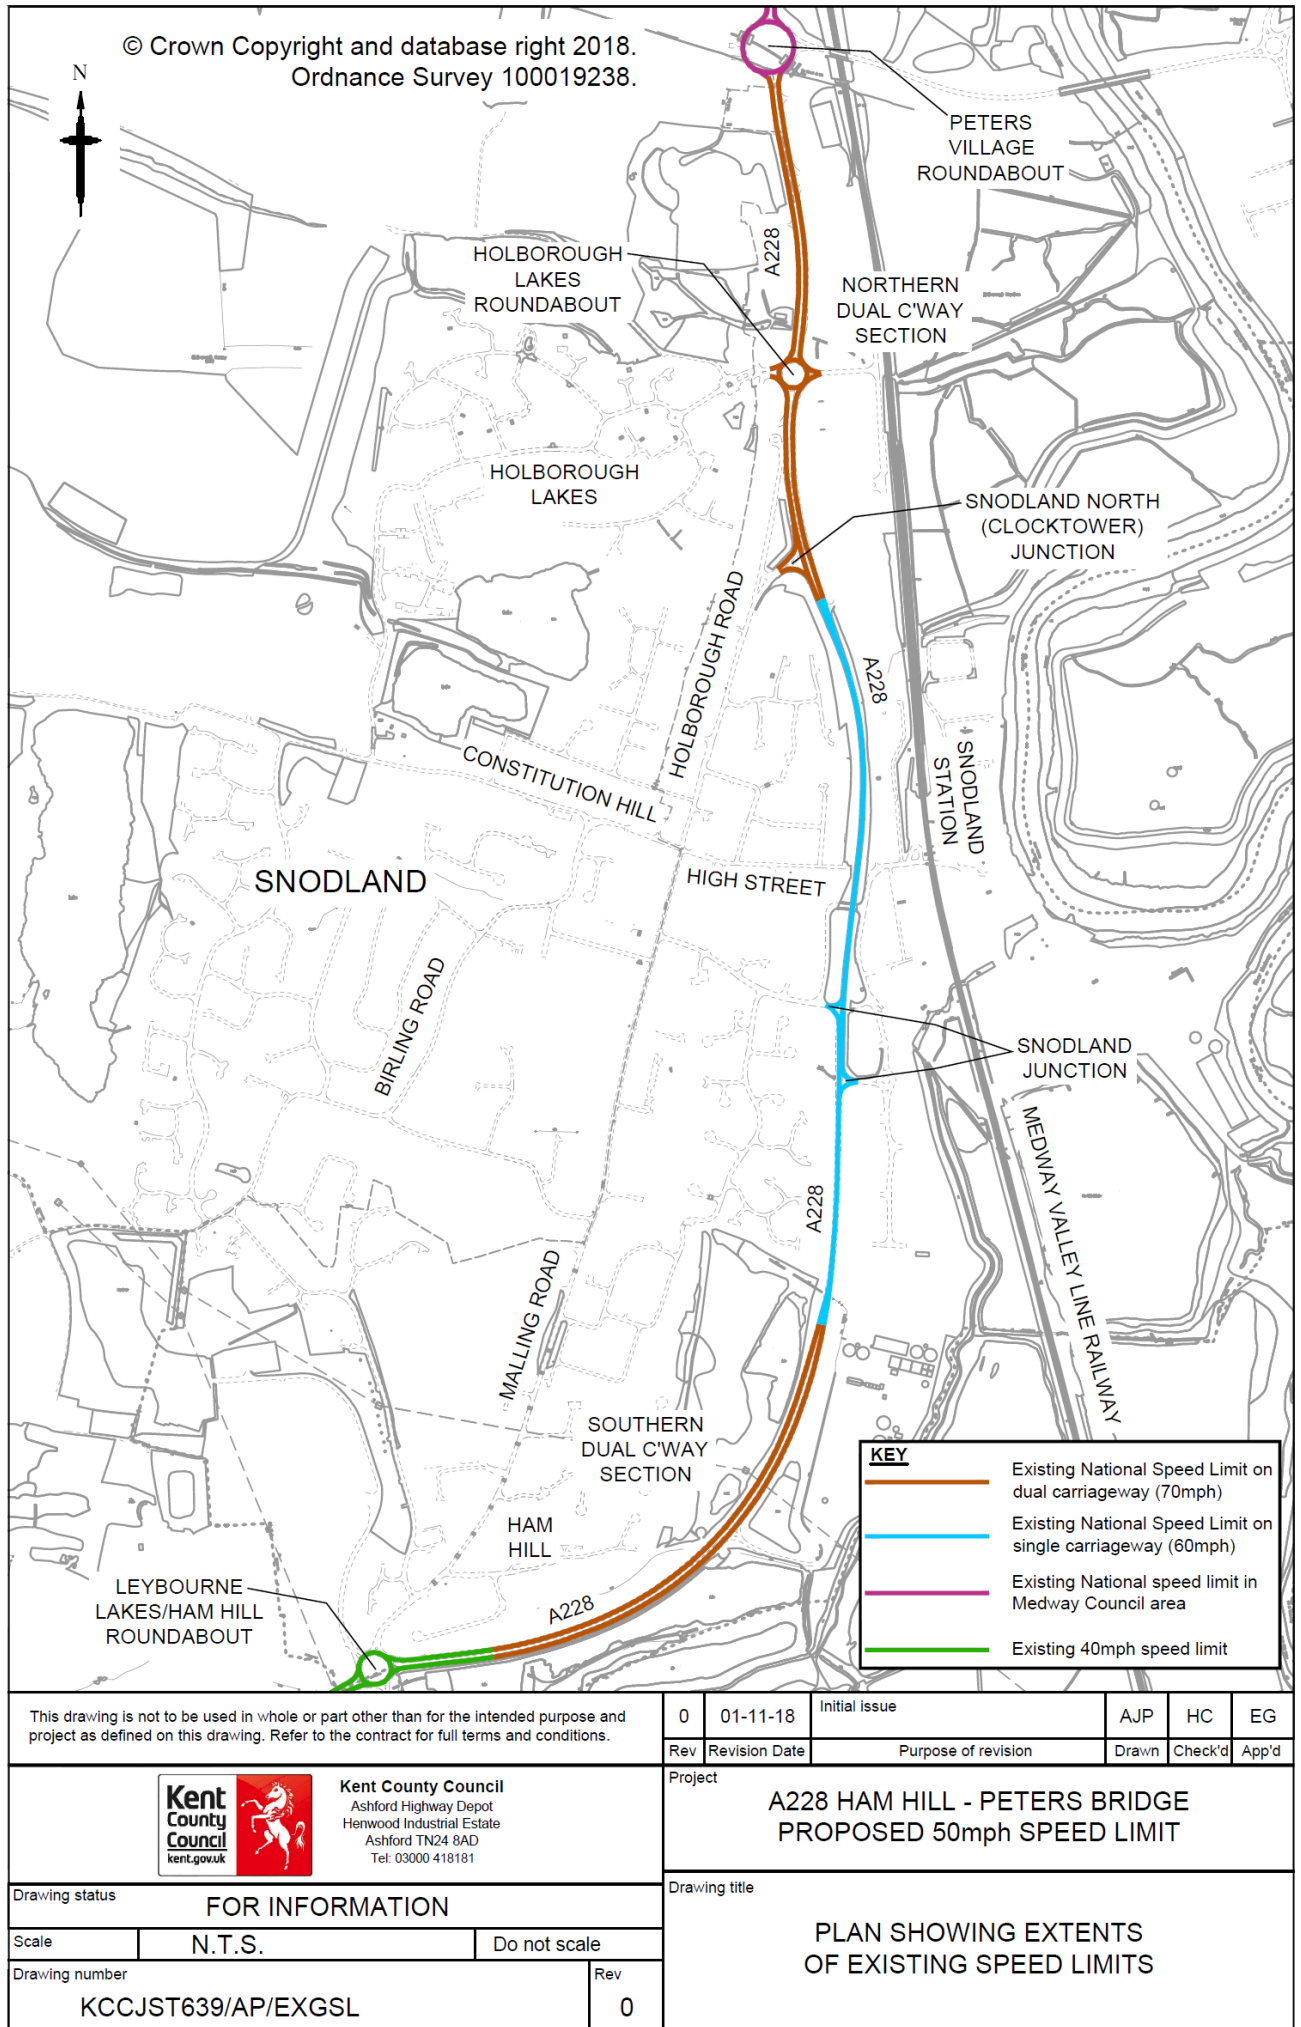 © Crown Copyright and database right 2018.
Ordnance Survey 100019238.
N
PETERS
VILLAGE
ROUNDABOUT
A228
HOLBOROUGH
LAKES
ROUNDABOUT
NORTHERN
DUAL C'WAY
SECTION
HOLBOROUGH
LAKES
SNODLAND NORTH
(CLOCKTOWER)
JUNCTION
HOLBOROUGH ROAD
A228
SNODLAND
STATION
CONSTITUTION HILL
SNODLAND
HIGH STREET
BIRLING ROAD
SNODLAND
JUNCTION
MEDWAY VALLEY LINE RAILWAY
A228
MALLING ROAD
SOUTHERN
DUAL C'WAY
SECTION
HAM
HILL
LEYBOURNE
LAKES/HAM HILL
ROUNDABOUT
A228
KEY
Existing National Speed Limit on
dual carriageway (70mph)
Existing National Speed Limit on
single carriageway (60mph)
Existing National speed limit in
Medway Council area
Existing 40mph speed limit
This drawing is not to be used in whole or part other than for the intended purpose and
project as defined on this drawing. Refer to the contract for full terms and conditions.
0 01-11-18 Initial issue AJP HC EG
Rev Revision Date Purpose of revision Drawn Check'd App'd
Kent
County
Council
kent.gov.uk
Kent County Council
Ashford Highway Depot
Henwood Industrial Estate
Ashford TN24 8AD
Tel: 03000 418181
Project
A228 HAM HILL - PETERS BRIDGE
PROPOSED 50mph SPEED LIMIT
Drawing status
FOR INFORMATION
Scale N.T.S. Do not scale
Drawing number
KCCJST639/AP/EXGSL
Rev
0
Drawing title
PLAN SHOWING EXTENTS
OF EXISTING SPEED LIMITS